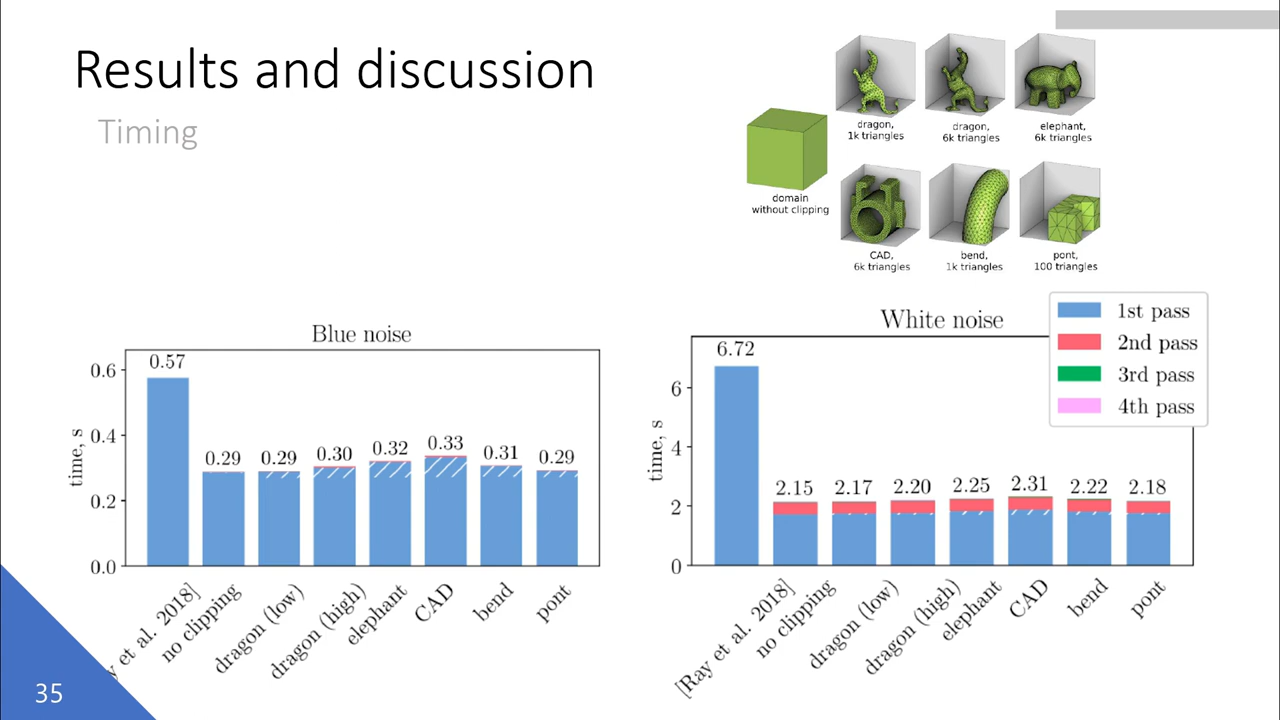 Results and discussion
Timing
dragon,
1k triangles
dragon,
6k triangles
elephant,
6k triangles
domain
without clipping
CAD,
6k triangles
bend,
1k triangles
pont,
100 triangles
Blue noise
time, s
0.6
0.4
0.2
0.0
0.57
0.29
0.29
0.30
0.32
0.33
0.31
0.29
y et al. 2018]
no clipping
dragon (low)
dragon (high)
elephant
CAD
bend
pont
White noise
1st pass
2nd pass
3rd pass
4th pass
time, s
6
4
2
0
6.72
2.15
2.17
2.20
2.25
2.31
2.22
2.18
[Ray et al. 2018]
no clipping
dragon (low)
dragon (high)
elephant
CAD
bend
pont
35